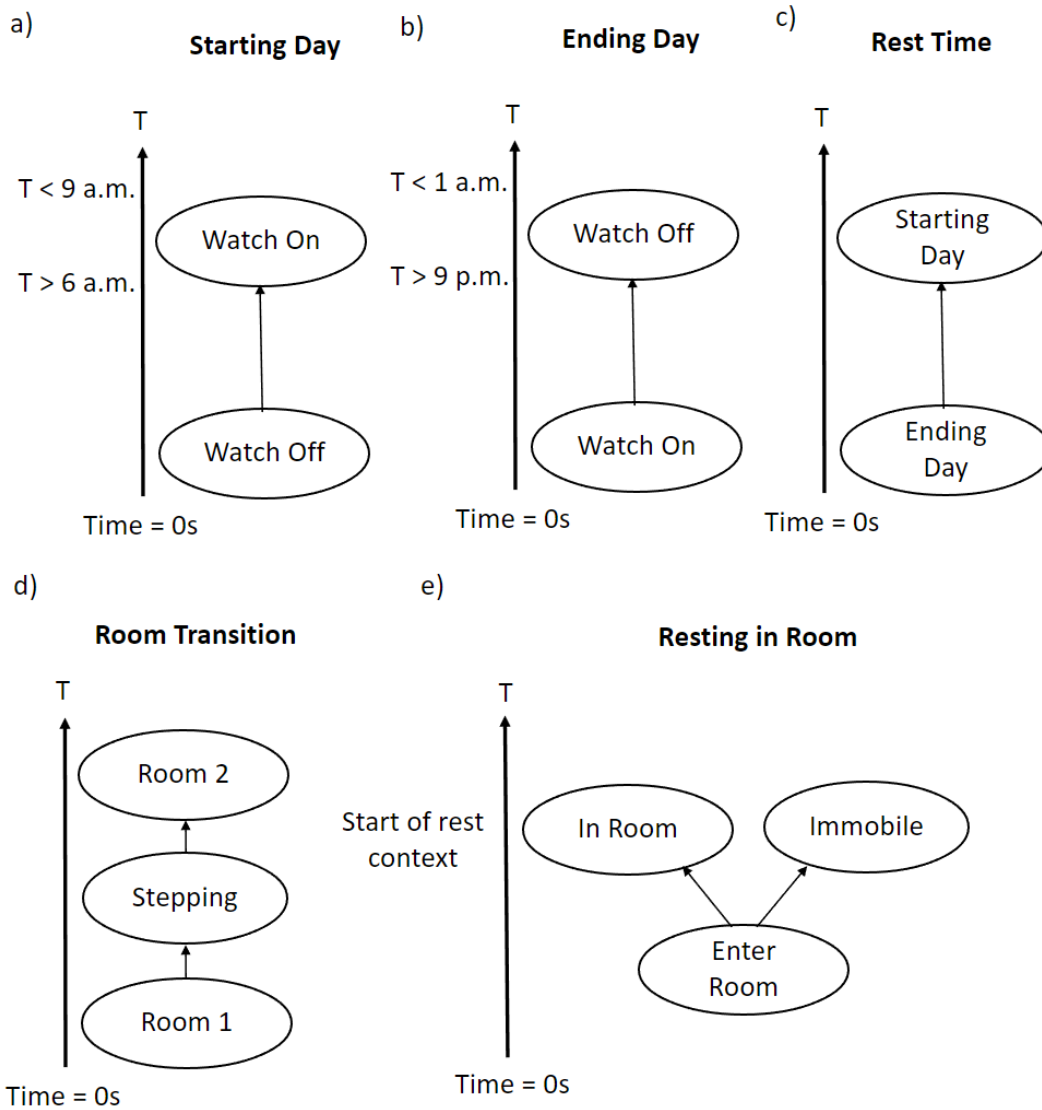 a)
Starting Day
T
T < 9 a.m.
T > 6 a.m.
Watch On
Watch Off
Time = 0s
b)
Ending Day
T
T < 1 a.m.
T > 9 p.m.
Watch Off
Watch On
Time = 0s
c)
Rest Time
T
Starting
Day
Ending
Day
Time = 0s
d)
Room Transition
T
Room 2
Stepping
Room 1
Time = 0s
e)
Resting in Room
T
Start of rest
context
In Room
Immobile
Enter
Room
Time = 0s